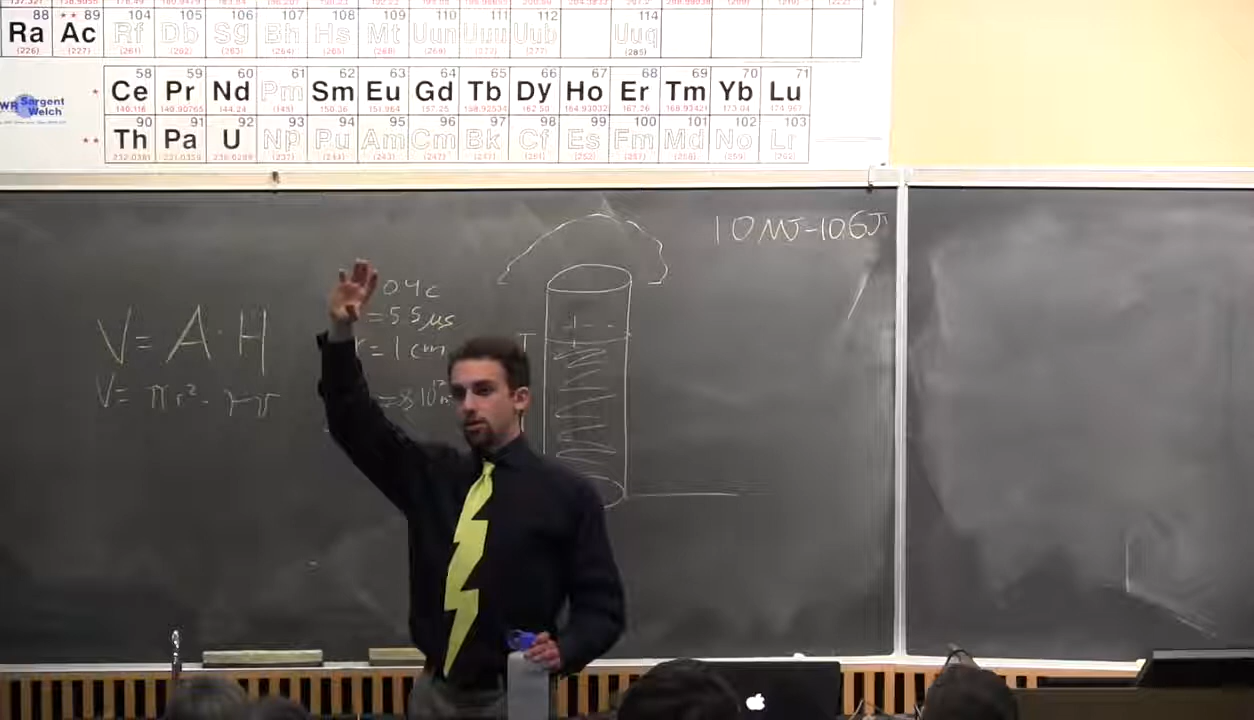 88 89 104 105 106 107 108 109 110 111 112 114
Ra ** Ac Rf Db Sg Bh Hs Mt Uun Uuu Uub Uuq
(226) (227) (261) (262) (263) (264) (265) (268) (269) (272) (277) (285)
58 59 60 61 62 63 64 65 66 67 68 69 70 71
* Ce Pr Nd Pm Sm Eu Gd Tb Dy Ho Er Tm Yb Lu
140.116 140.90765 144.24 (145) 150.36 151.964 157.25 158.92534 162.50 164.93032 167.26 168.93421 173.04 174.967
Sargent
Welch
90 91 92 93 94 95 96 97 98 99 100 101 102 103
** Th Pa U Np Pu Am Cm Bk Cf Es Fm Md No Lr
232.0381 231.0359 238.0289 (237) (244) (243) (247) (247) (251) (252) (257) (258) (259) (262)
04c
= 55 μs
= 1 cm
V = A · H
V = πr² ·
T